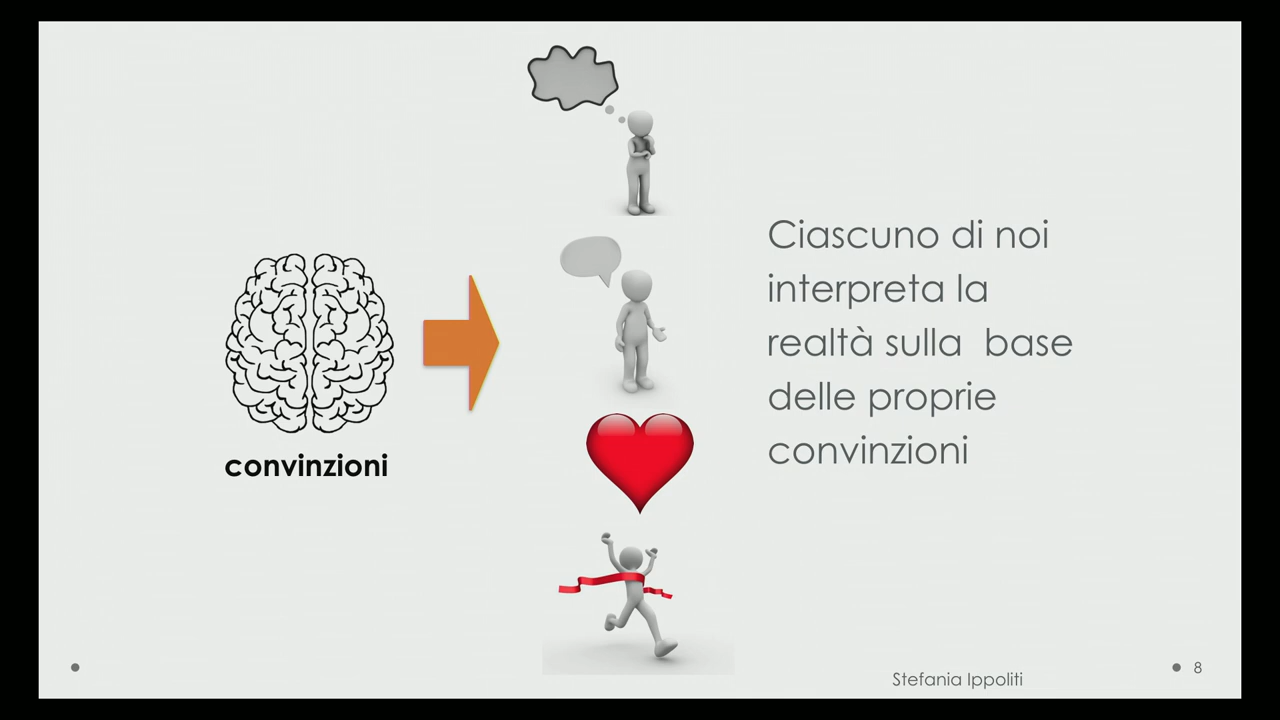 convinzioni
Ciascuno di noi
interpreta la
realtà sulla  base
delle proprie
convinzioni
Stefania Ippoliti
8